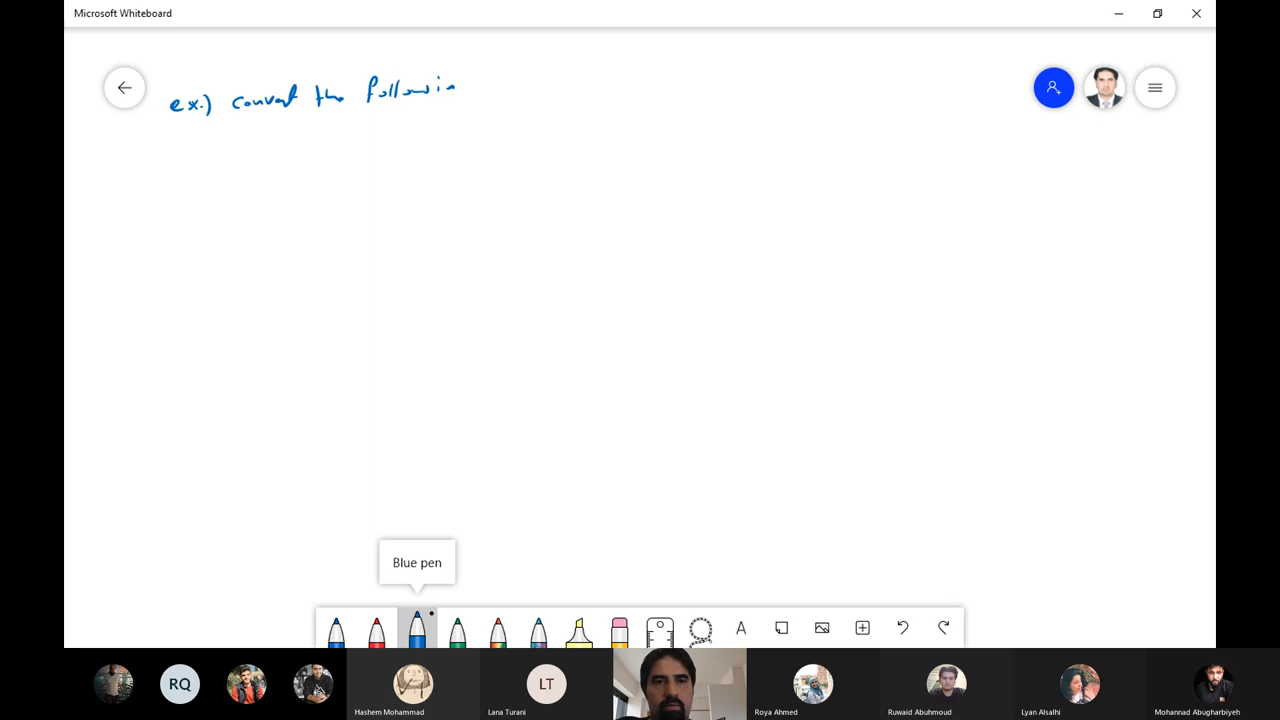 Microsoft Whiteboard
ex.) convert the followin
Blue pen
A
RQ
LT
Hashem Mohammad
Lana Turani
Roya Ahmed
Ruwaid Abuhmoud
Lyan Alsalhi
Mohannad Abugharbiyeh